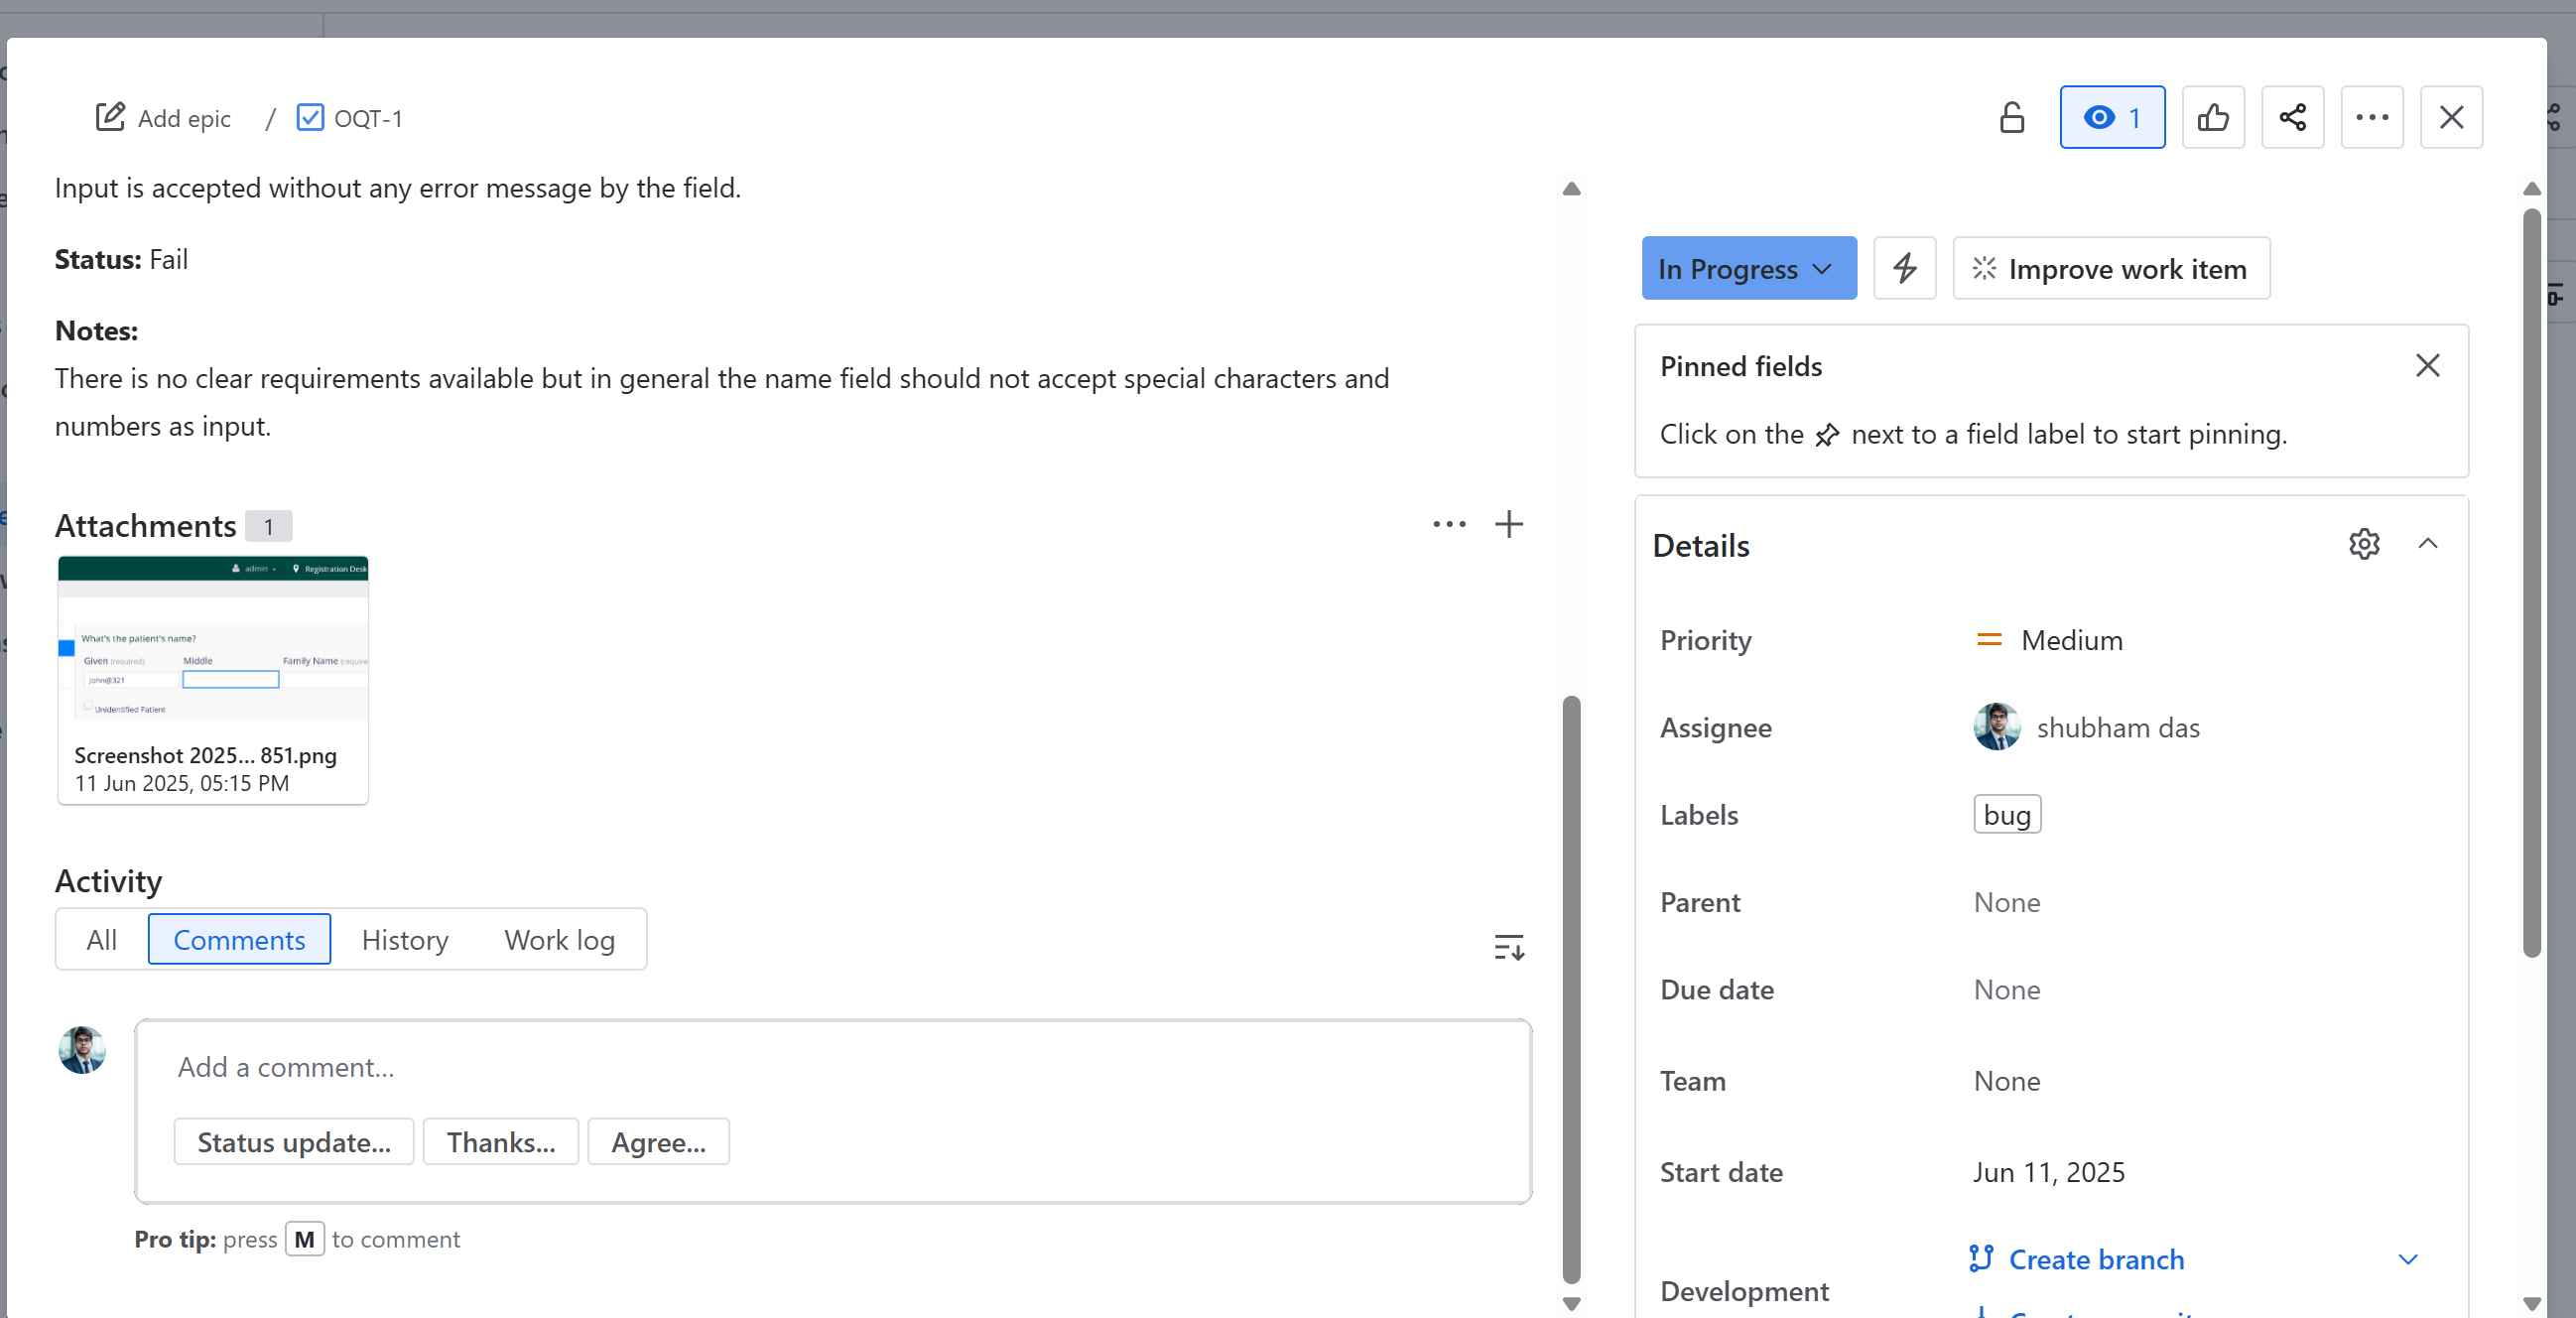 Add epic / OQT-1
1
Input is accepted without any error message by the field.
Status: Fail
Notes:
There is no clear requirements available but in general the name field should not accept special characters and
numbers as input.
Attachments 1
admin
Registration Desk
What's the patient's name?
Given (required) Middle Family Name (require
john@321
Unidentified Patient
Screenshot 2025... 851.png
11 Jun 2025, 05:15 PM
Activity
All Comments History Work log
Add a comment...
Status update... Thanks... Agree...
Pro tip: press M to comment
In Progress
Improve work item
Pinned fields
Click on the next to a field label to start pinning.
Details
Priority Medium
Assignee shubham das
Labels bug
Parent None
Due date None
Team None
Start date Jun 11, 2025
Development Create branch